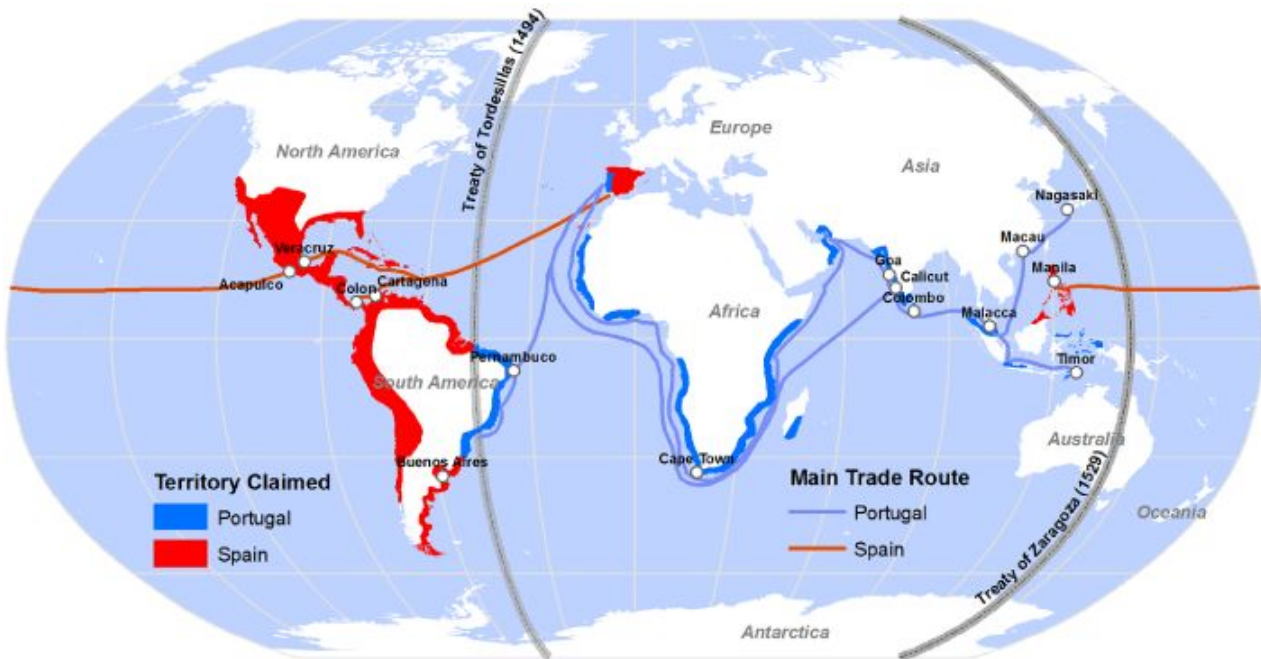 Treaty of Tordesillas (1494)
North America
Europe
Asia
Nagasaki
Macau
Veracruz
Goa
Manila
Acapulco
Cartagena
Calicut
Colon
Colombo
Africa
Malacca
Pernambuco
Timor
South America
Australia
Buenos Aires
Cape Town
Territory Claimed
Portugal
Spain
Main Trade Route
Portugal
Spain
Treaty of Zaragoza (1529)
Oceania
Antarctica